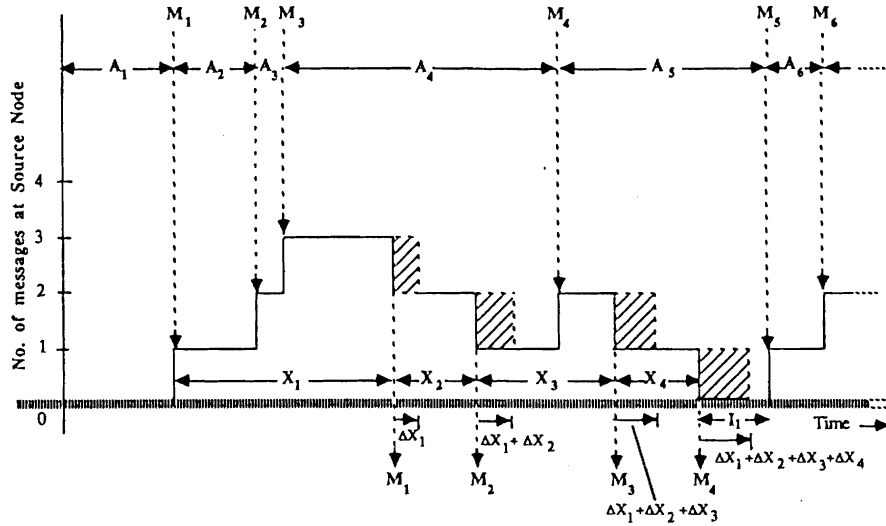 M₁ M₂ M₃ M₄ M₅ M₆
A₁ A₂ A₃ A₄ A₅ A₆
No. of messages at Source Node
4
3
2
1
0
X₁ X₂ X₃ X₄
I₁ Time
ΔX₁ ΔX₁ + ΔX₂ ΔX₁ + ΔX₂ + ΔX₃ + ΔX₄
M₁ M₂ M₃ M₄
ΔX₁ + ΔX₂ + ΔX₃